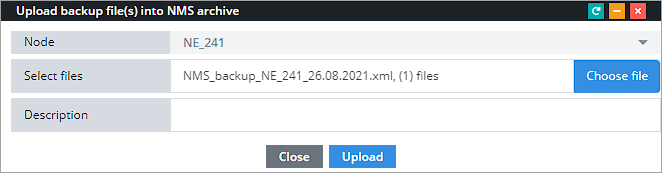 Upload backup file(s) into NMS archive
Node NE_241
Select files NMS_backup_NE_241_26.08.2021.xml, (1) files Choose file
Description
Close Upload